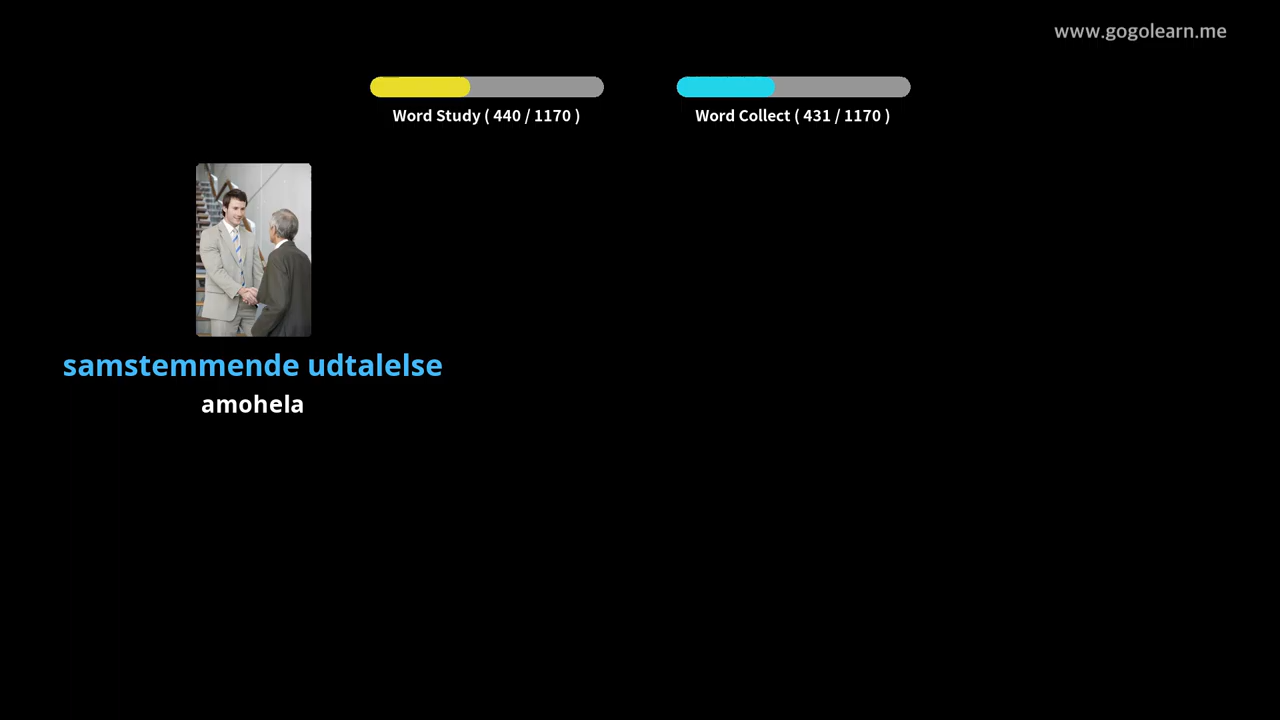 www.gogolearn.me
Word Study ( 440 / 1170 )
Word Collect ( 431 / 1170 )
samstemmende udtalelse
amohela